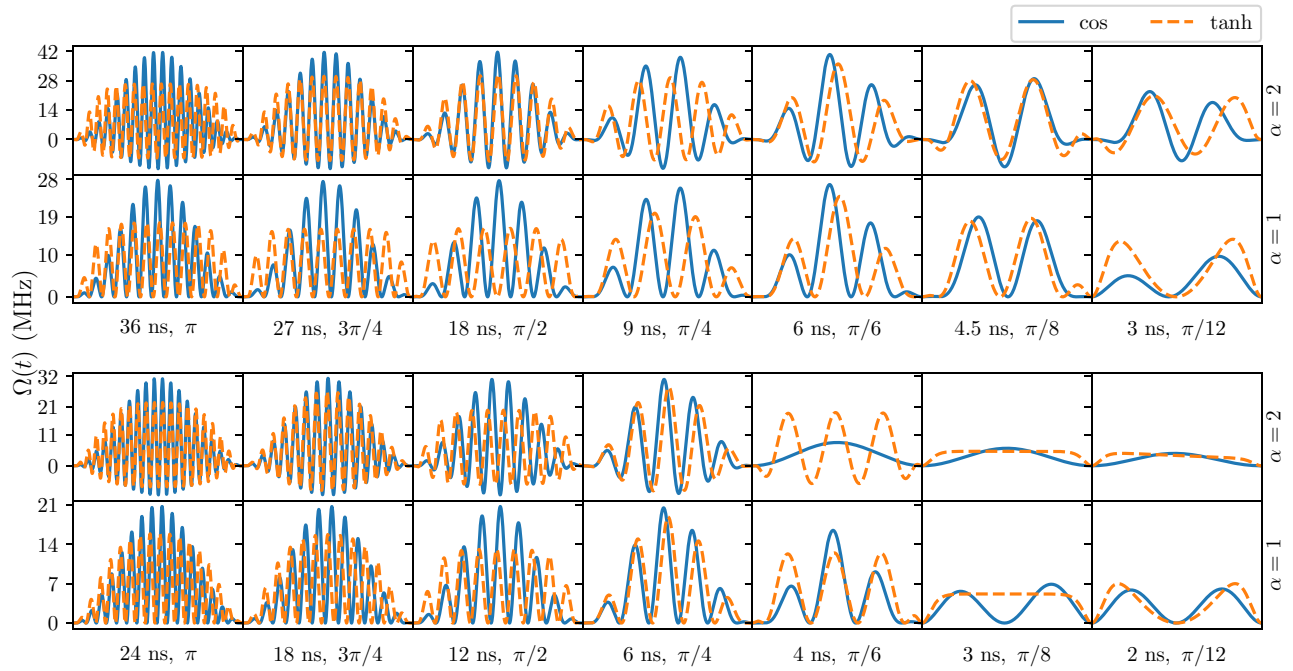 cos tanh
42
28
14
0
α = 2
28
19
10
0
α = 1
36 ns, π 27 ns, 3π/4 18 ns, π/2 9 ns, π/4 6 ns, π/6 4.5 ns, π/8 3 ns, π/12
Ω(t) (MHz)
32
21
11
0
α = 2
21
14
7
0
α = 1
24 ns, π 18 ns, 3π/4 12 ns, π/2 6 ns, π/4 4 ns, π/6 3 ns, π/8 2 ns, π/12